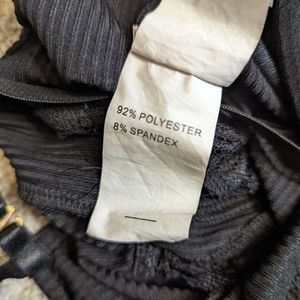 92% POLYESTER
8% SPANDEX